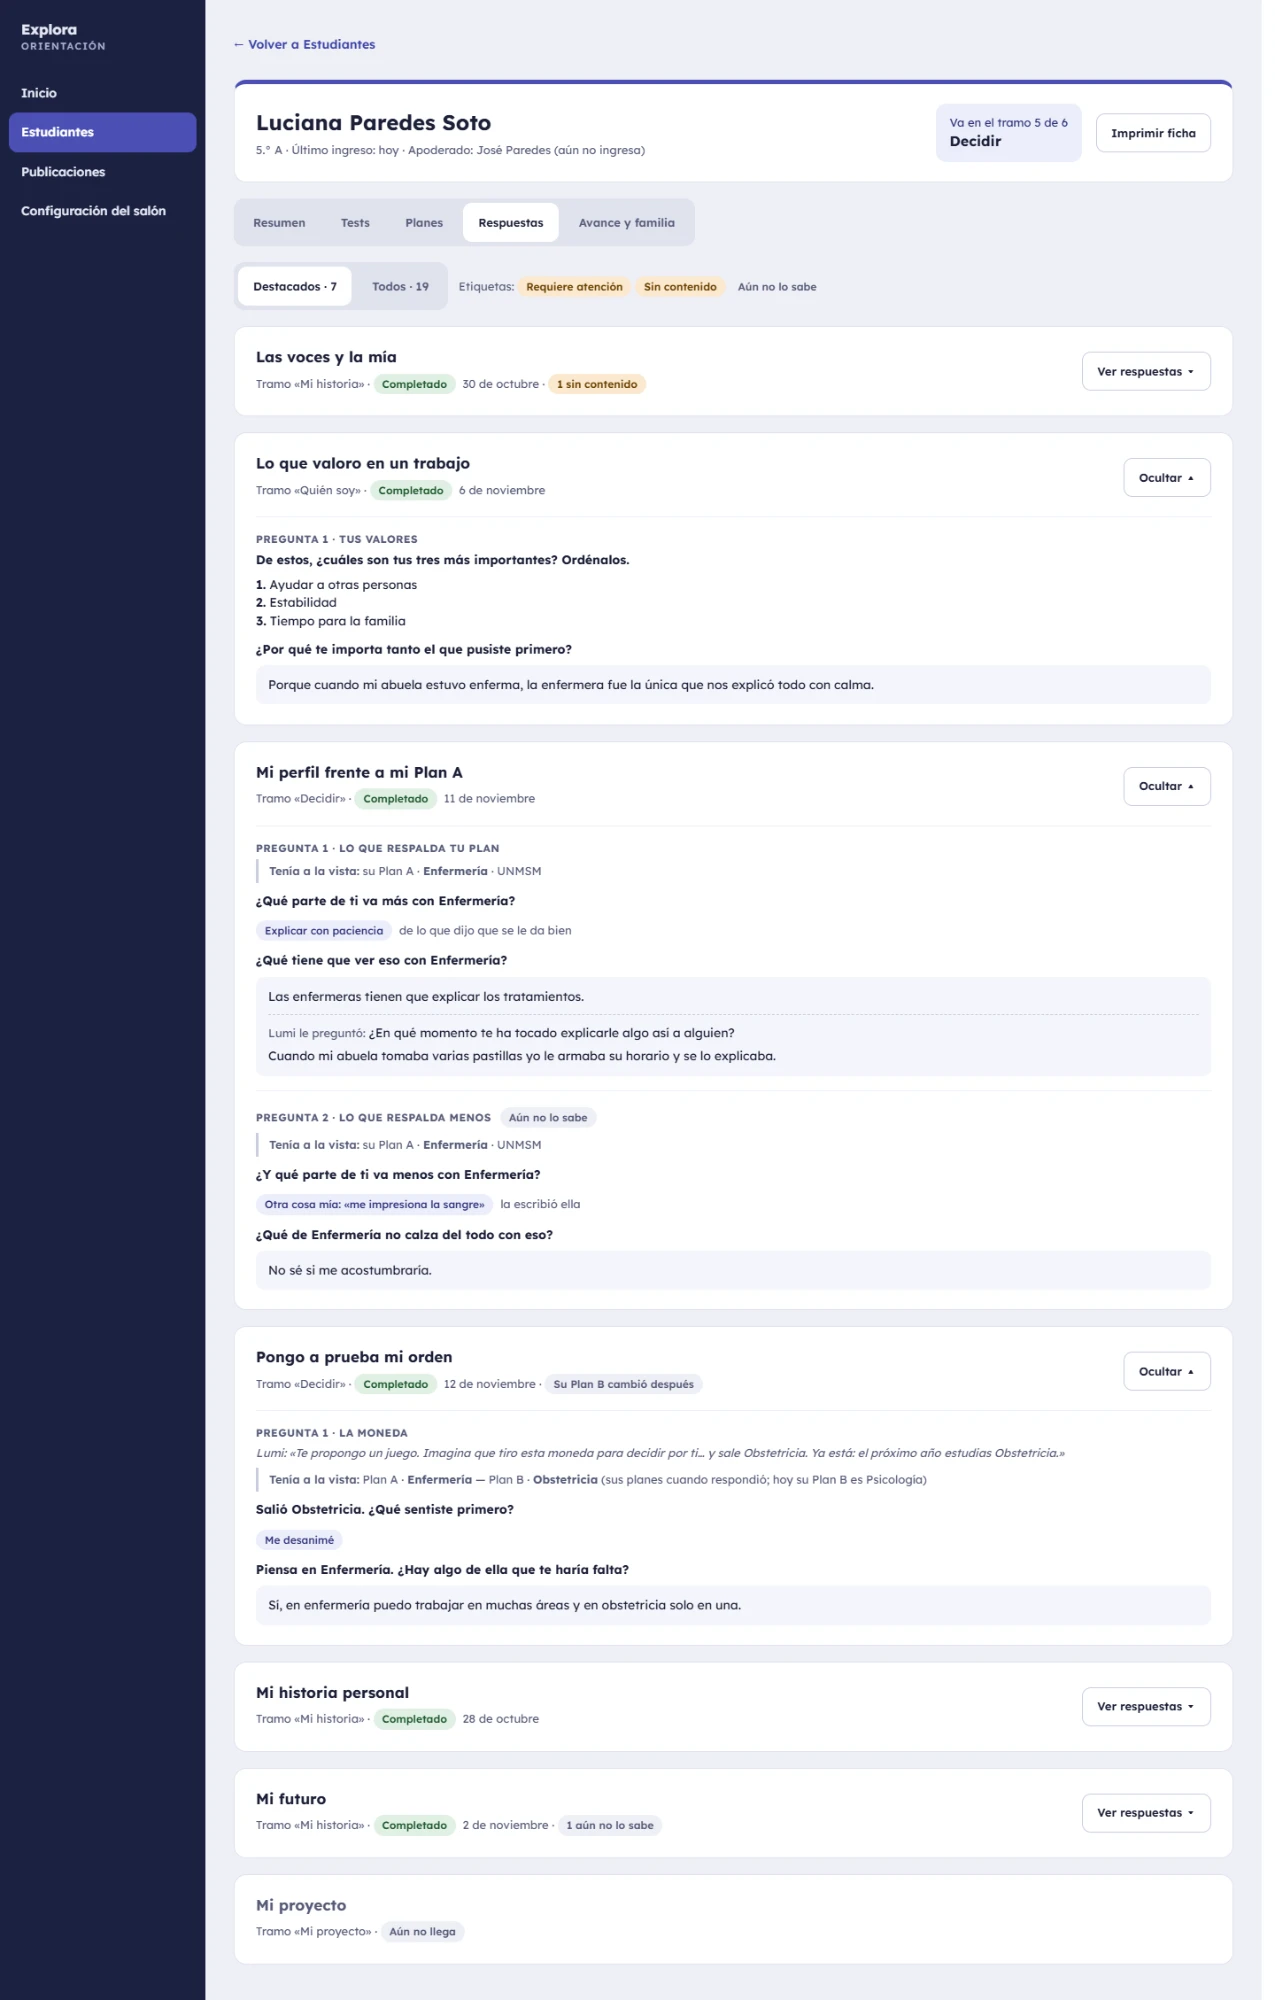 Explora
ORIENTACIÓN
Inicio
Estudiantes
Publicaciones
Configuración del salón
← Volver a Estudiantes
Luciana Paredes Soto
5.° A · Último ingreso: hoy · Apoderado: José Paredes (aún no ingresa)
Va en el tramo 5 de 6
Decidir
Imprimir ficha
Resumen
Tests
Planes
Respuestas
Avance y familia
Destacados · 7
Todos · 19
Etiquetas: Requiere atención Sin contenido Aún no lo sabe
Las voces y la mía
Tramo «Mi historia» · Completado 30 de octubre · 1 sin contenido
Ver respuestas ▾
Lo que valoro en un trabajo
Tramo «Quién soy» · Completado 6 de noviembre
Ocultar ▴
PREGUNTA 1 · TUS VALORES
De estos, ¿cuáles son tus tres más importantes? Ordénalos.
1. Ayudar a otras personas
2. Estabilidad
3. Tiempo para la familia
¿Por qué te importa tanto el que pusiste primero?
Porque cuando mi abuela estuvo enferma, la enfermera fue la única que nos explicó todo con calma.
Mi perfil frente a mi Plan A
Tramo «Decidir» · Completado 11 de noviembre
Ocultar ▴
PREGUNTA 1 · LO QUE RESPALDA TU PLAN
Tenía a la vista: su Plan A · Enfermería · UNMSM
¿Qué parte de ti va más con Enfermería?
Explicar con paciencia de lo que dijo que se le da bien
¿Qué tiene que ver eso con Enfermería?
Las enfermeras tienen que explicar los tratamientos.
Lumi le preguntó: ¿En qué momento te ha tocado explicarle algo así a alguien?
Cuando mi abuela tomaba varias pastillas yo le armaba su horario y se lo explicaba.
PREGUNTA 2 · LO QUE RESPALDA MENOS Aún no lo sabe
Tenía a la vista: su Plan A · Enfermería · UNMSM
¿Y qué parte de ti va menos con Enfermería?
Otra cosa mía: «me impresiona la sangre» la escribió ella
¿Qué de Enfermería no calza del todo con eso?
No sé si me acostumbraría.
Pongo a prueba mi orden
Tramo «Decidir» · Completado 12 de noviembre · Su Plan B cambió después
Ocultar ▴
PREGUNTA 1 · LA MONEDA
Lumi: «Te propongo un juego. Imagina que tiro esta moneda para decidir por ti… y sale Obstetricia. Ya está: el próximo año estudias Obstetricia.»
Tenía a la vista: Plan A · Enfermería — Plan B · Obstetricia (sus planes cuando respondió; hoy su Plan B es Psicología)
Salió Obstetricia. ¿Qué sentiste primero?
Me desanimé
Piensa en Enfermería. ¿Hay algo de ella que te haría falta?
Sí, en enfermería puedo trabajar en muchas áreas y en obstetricia solo en una.
Mi historia personal
Tramo «Mi historia» · Completado 28 de octubre
Ver respuestas ▾
Mi futuro
Tramo «Mi historia» · Completado 2 de noviembre · 1 aún no lo sabe
Ver respuestas ▾
Mi proyecto
Tramo «Mi proyecto» · Aún no llega